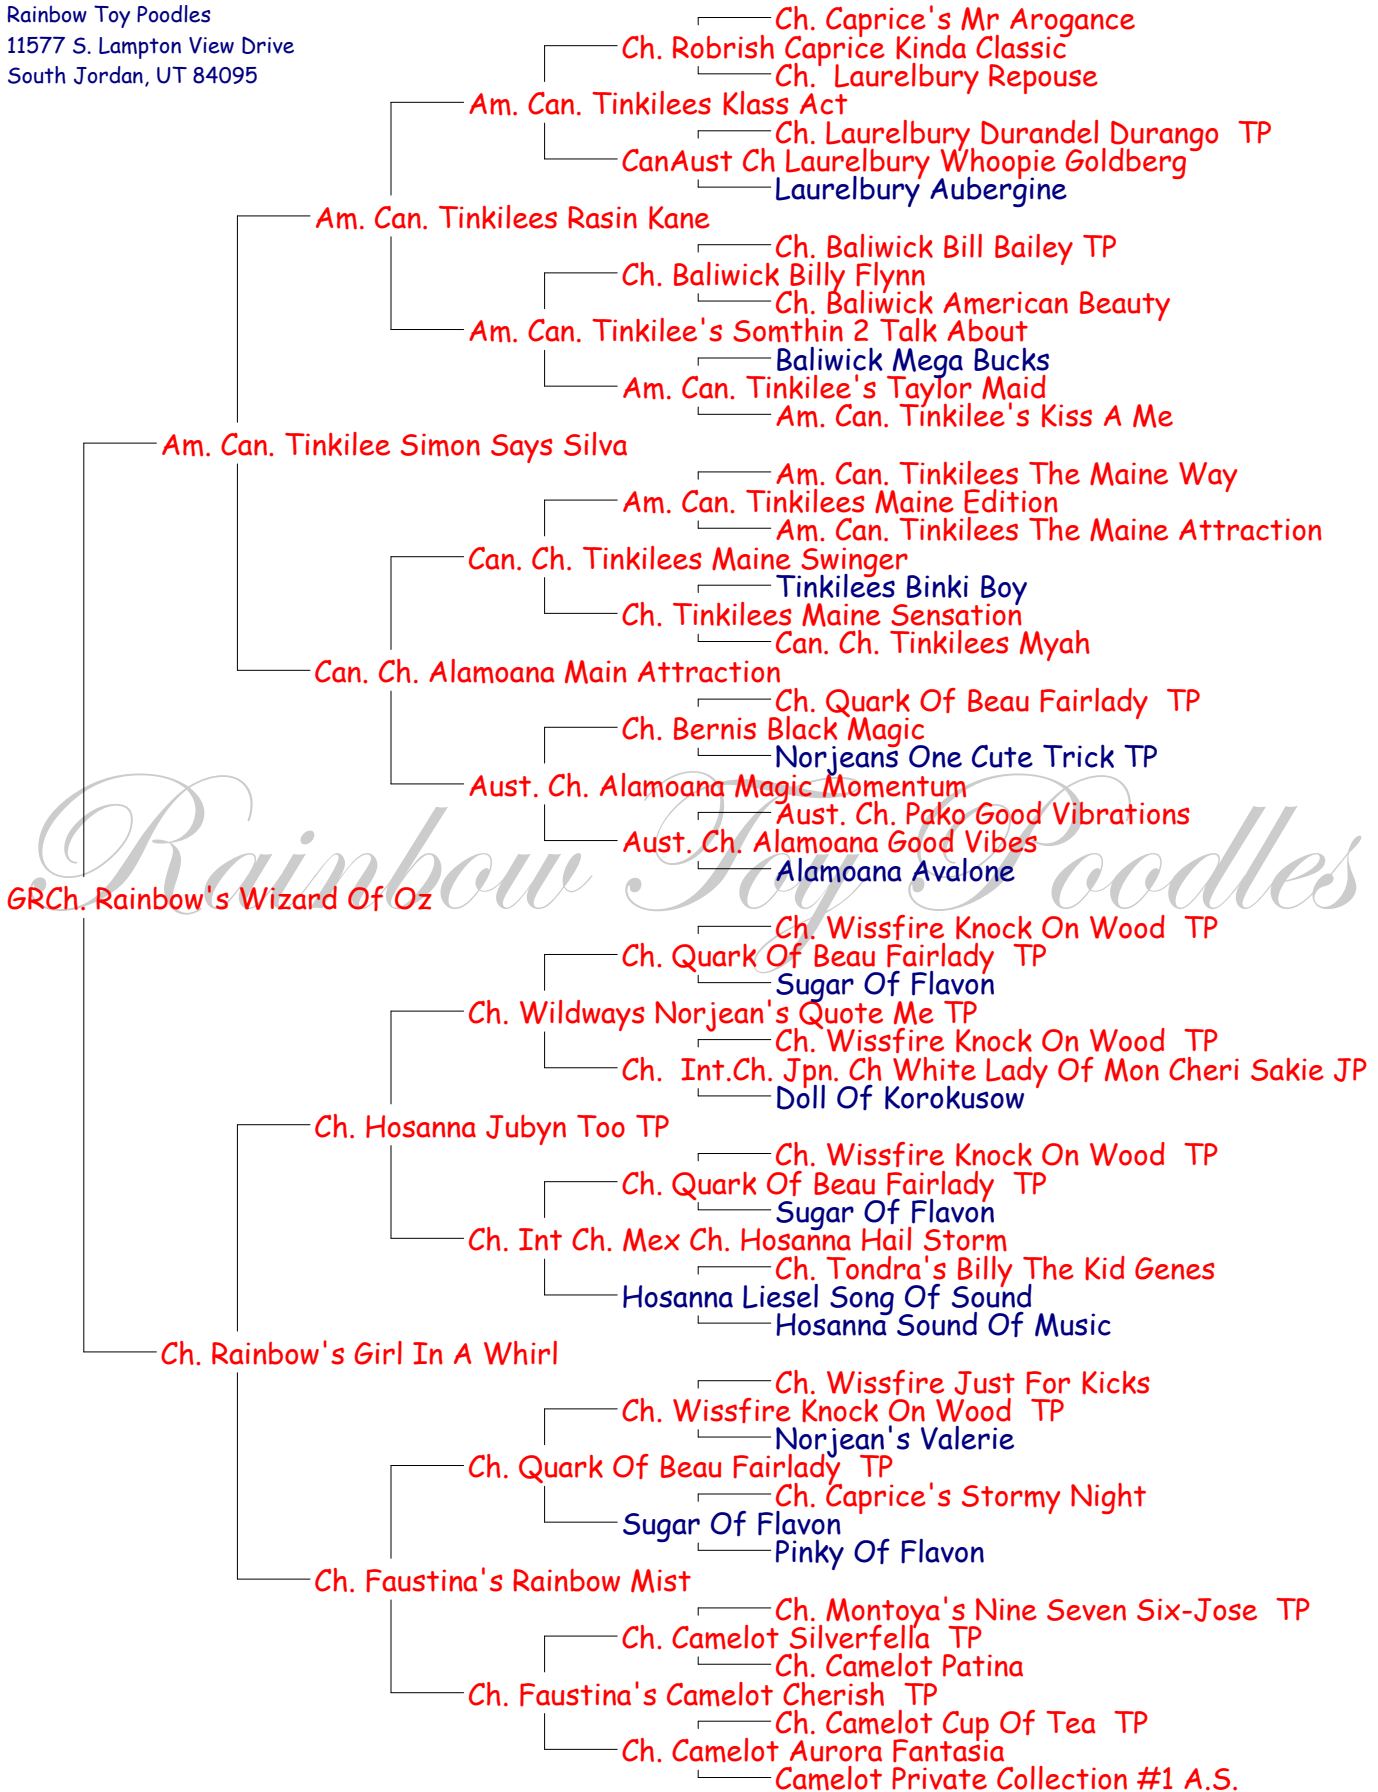 Rainbow Toy Poodles
11577 S. Lampton View Drive
South Jordan, UT 84095
Ch. Caprice's Mr Arogance
Ch. Robrish Caprice Kinda Classic
Ch.  Laurelbury Repouse
Am. Can. Tinkilees Klass Act
Ch. Laurelbury Durandel Durango  TP
CanAust Ch Laurelbury Whoopie Goldberg
Laurelbury Aubergine
Am. Can. Tinkilees Rasin Kane
Ch. Baliwick Bill Bailey TP
Ch. Baliwick Billy Flynn
Ch. Baliwick American Beauty
Am. Can. Tinkilee's Somthin 2 Talk About
Baliwick Mega Bucks
Am. Can. Tinkilee's Taylor Maid
Am. Can. Tinkilee's Kiss A Me
Am. Can. Tinkilee Simon Says Silva
Am. Can. Tinkilees The Maine Way
Am. Can. Tinkilees Maine Edition
Am. Can. Tinkilees The Maine Attraction
Can. Ch. Tinkilees Maine Swinger
Tinkilees Binki Boy
Ch. Tinkilees Maine Sensation
Can. Ch. Tinkilees Myah
Can. Ch. Alamoana Main Attraction
Ch. Quark Of Beau Fairlady  TP
Ch. Bernis Black Magic
Norjeans One Cute Trick TP
Aust. Ch. Alamoana Magic Momentum
Aust. Ch. Pako Good Vibrations
Aust. Ch. Alamoana Good Vibes
Alamoana Avalone
Rainbow Toy Poodles
GRCh. Rainbow's Wizard Of Oz
Ch. Wissfire Knock On Wood  TP
Ch. Quark Of Beau Fairlady  TP
Sugar Of Flavon
Ch. Wildways Norjean's Quote Me TP
Ch. Wissfire Knock On Wood  TP
Ch.  Int.Ch. Jpn. Ch White Lady Of Mon Cheri Sakie JP
Doll Of Korokusow
Ch. Hosanna Jubyn Too TP
Ch. Wissfire Knock On Wood  TP
Ch. Quark Of Beau Fairlady  TP
Sugar Of Flavon
Ch. Int Ch. Mex Ch. Hosanna Hail Storm
Ch. Tondra's Billy The Kid Genes
Hosanna Liesel Song Of Sound
Hosanna Sound Of Music
Ch. Rainbow's Girl In A Whirl
Ch. Wissfire Just For Kicks
Ch. Wissfire Knock On Wood  TP
Norjean's Valerie
Ch. Quark Of Beau Fairlady  TP
Ch. Caprice's Stormy Night
Sugar Of Flavon
Pinky Of Flavon
Ch. Faustina's Rainbow Mist
Ch. Montoya's Nine Seven Six-Jose  TP
Ch. Camelot Silverfella  TP
Ch. Camelot Patina
Ch. Faustina's Camelot Cherish  TP
Ch. Camelot Cup Of Tea  TP
Ch. Camelot Aurora Fantasia
Camelot Private Collection #1 A.S.